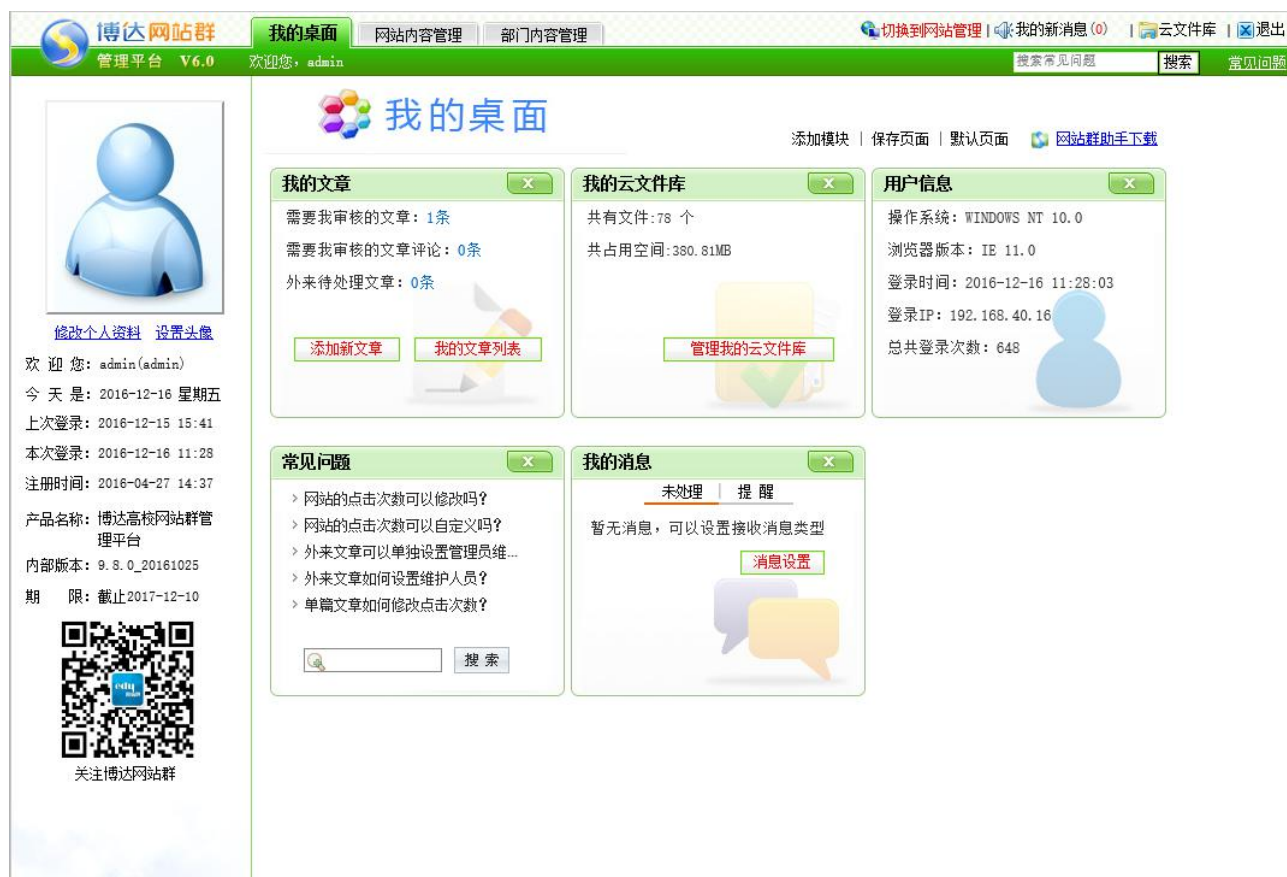 博达网站群
管理平台 V6.0
我的桌面
网站内容管理
部门内容管理
切换到网站管理 | 我的新消息(0) | 云文件库 | 退出
欢迎您，admin
搜索常见问题 搜索 常见问题
修改个人资料 设置头像
欢 迎 您：admin(admin)
今 天 是：2016-12-16 星期五
上次登录：2016-12-15 15:41
本次登录：2016-12-16 11:28
注册时间：2016-04-27 14:37
产品名称：博达高校网站群管
理平台
内部版本：9.8.0_20161025
期 限：截止2017-12-10
edu
关注博达网站群
我的桌面
添加模块 | 保存页面 | 默认页面 网站群助手下载
我的文章 X
需要我审核的文章：1条
需要我审核的文章评论：0条
外来待处理文章：0条
添加新文章 我的文章列表
我的云文件库 X
共有文件:78 个
共占用空间:380.81MB
管理我的云文件库
用户信息 X
操作系统：WINDOWS NT 10.0
浏览器版本：IE 11.0
登录时间：2016-12-16 11:28:03
登录IP：192.168.40.16
总共登录次数：648
常见问题 X
> 网站的点击次数可以修改吗?
> 网站的点击次数可以自定义吗?
> 外来文章可以单独设置管理员维...
> 外来文章如何设置维护人员?
> 单篇文章如何修改点击次数?
搜 索
我的消息 X
未处理 | 提 醒
暂无消息，可以设置接收消息类型
消息设置